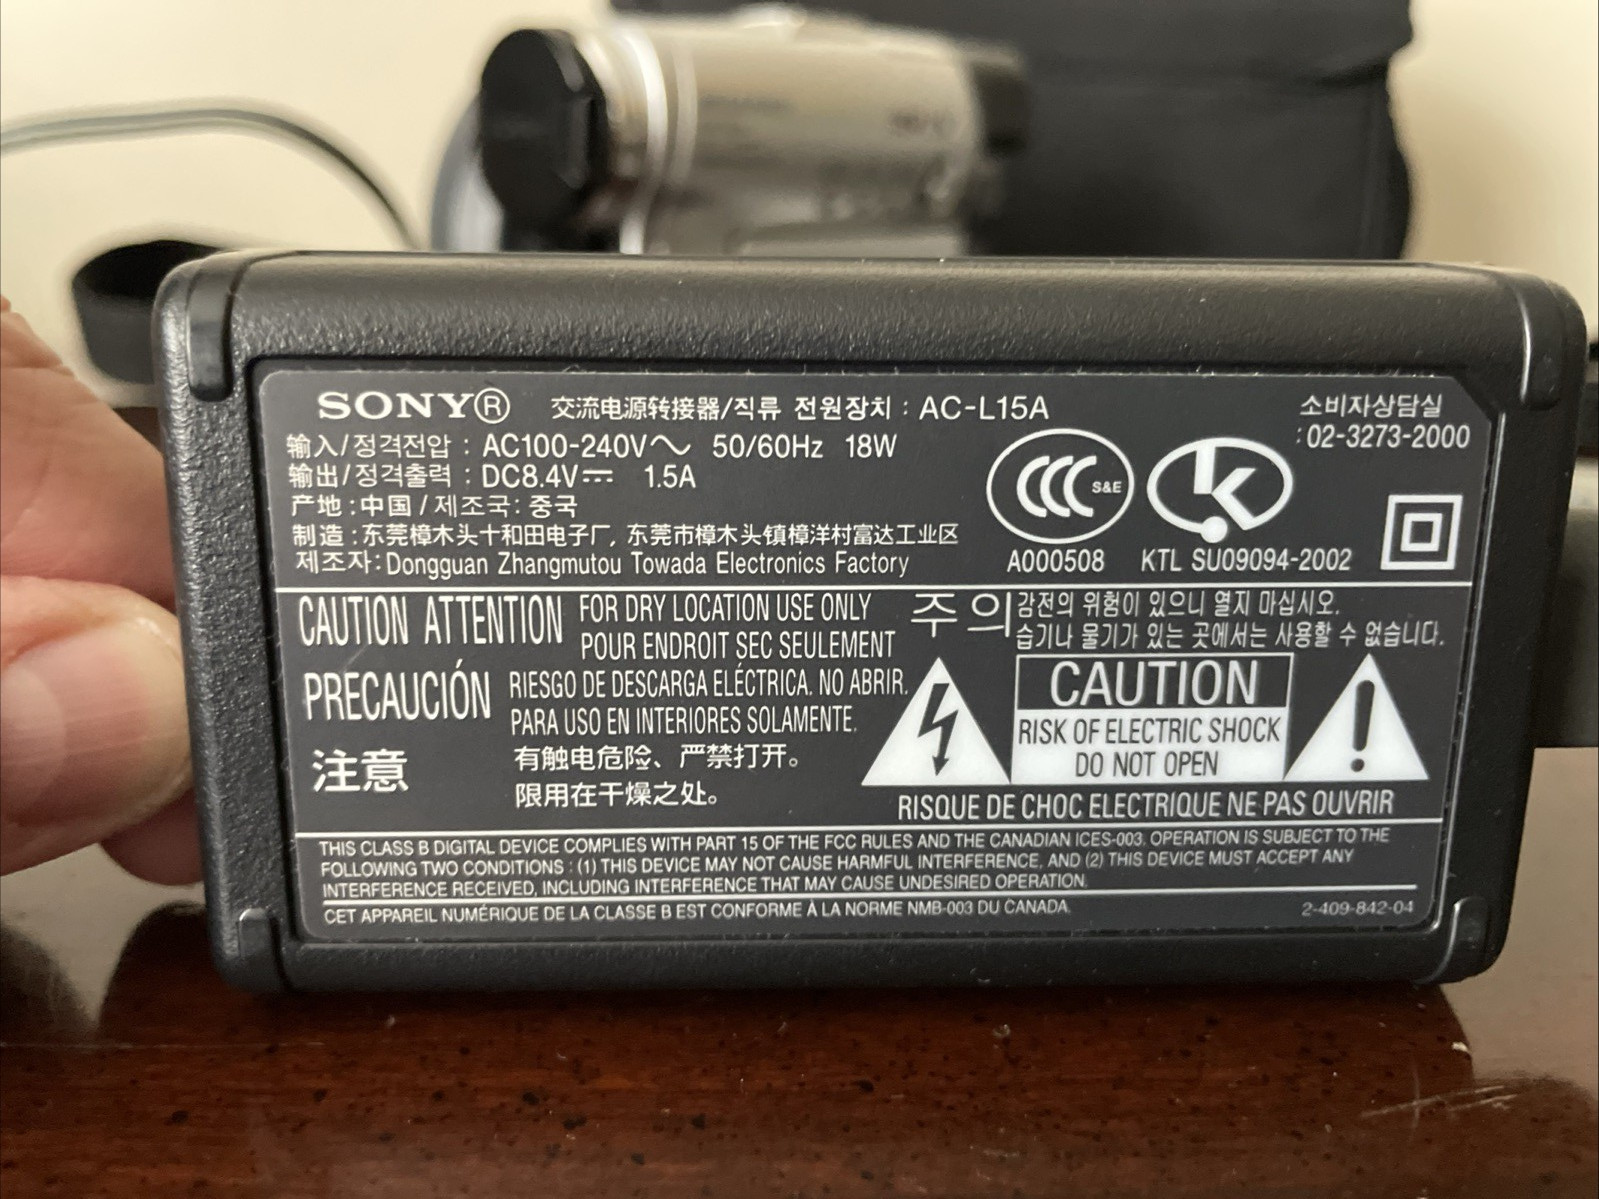 SONY® 交流电源转接器/직류 전원장치 : AC-L15A
소비자상담실
: 02-3273-2000
输入/정격전압 : AC100-240V～ 50/60Hz 18W
输出/정격출력 : DC8.4V⎓ 1.5A
产地:中国 / 제조국: 중국
制造:东莞樟木头十和田电子厂, 东莞市樟木头镇樟洋村富达工业区
제조자: Dongguan Zhangmutou Towada Electronics Factory
CCC S&E
A000508
K
KTL SU09094-2002
CAUTION ATTENTION
FOR DRY LOCATION USE ONLY
POUR ENDROIT SEC SEULEMENT
PRECAUCIÓN
RIESGO DE DESCARGA ELÉCTRICA. NO ABRIR.
PARA USO EN INTERIORES SOLAMENTE.
注意
有触电危险、严禁打开。
限用在干燥之处。
주의
감전의 위험이 있으니 열지 마십시오.
습기나 물기가 있는 곳에서는 사용할 수 없습니다.
CAUTION
RISK OF ELECTRIC SHOCK
DO NOT OPEN
RISQUE DE CHOC ELECTRIQUE NE PAS OUVRIR
THIS CLASS B DIGITAL DEVICE COMPLIES WITH PART 15 OF THE FCC RULES AND THE CANADIAN ICES-003. OPERATION IS SUBJECT TO THE
FOLLOWING TWO CONDITIONS : (1) THIS DEVICE MAY NOT CAUSE HARMFUL INTERFERENCE, AND (2) THIS DEVICE MUST ACCEPT ANY
INTERFERENCE RECEIVED, INCLUDING INTERFERENCE THAT MAY CAUSE UNDESIRED OPERATION.
CET APPAREIL NUMÉRIQUE DE LA CLASSE B EST CONFORME À LA NORME NMB-003 DU CANADA.
2-409-842-04